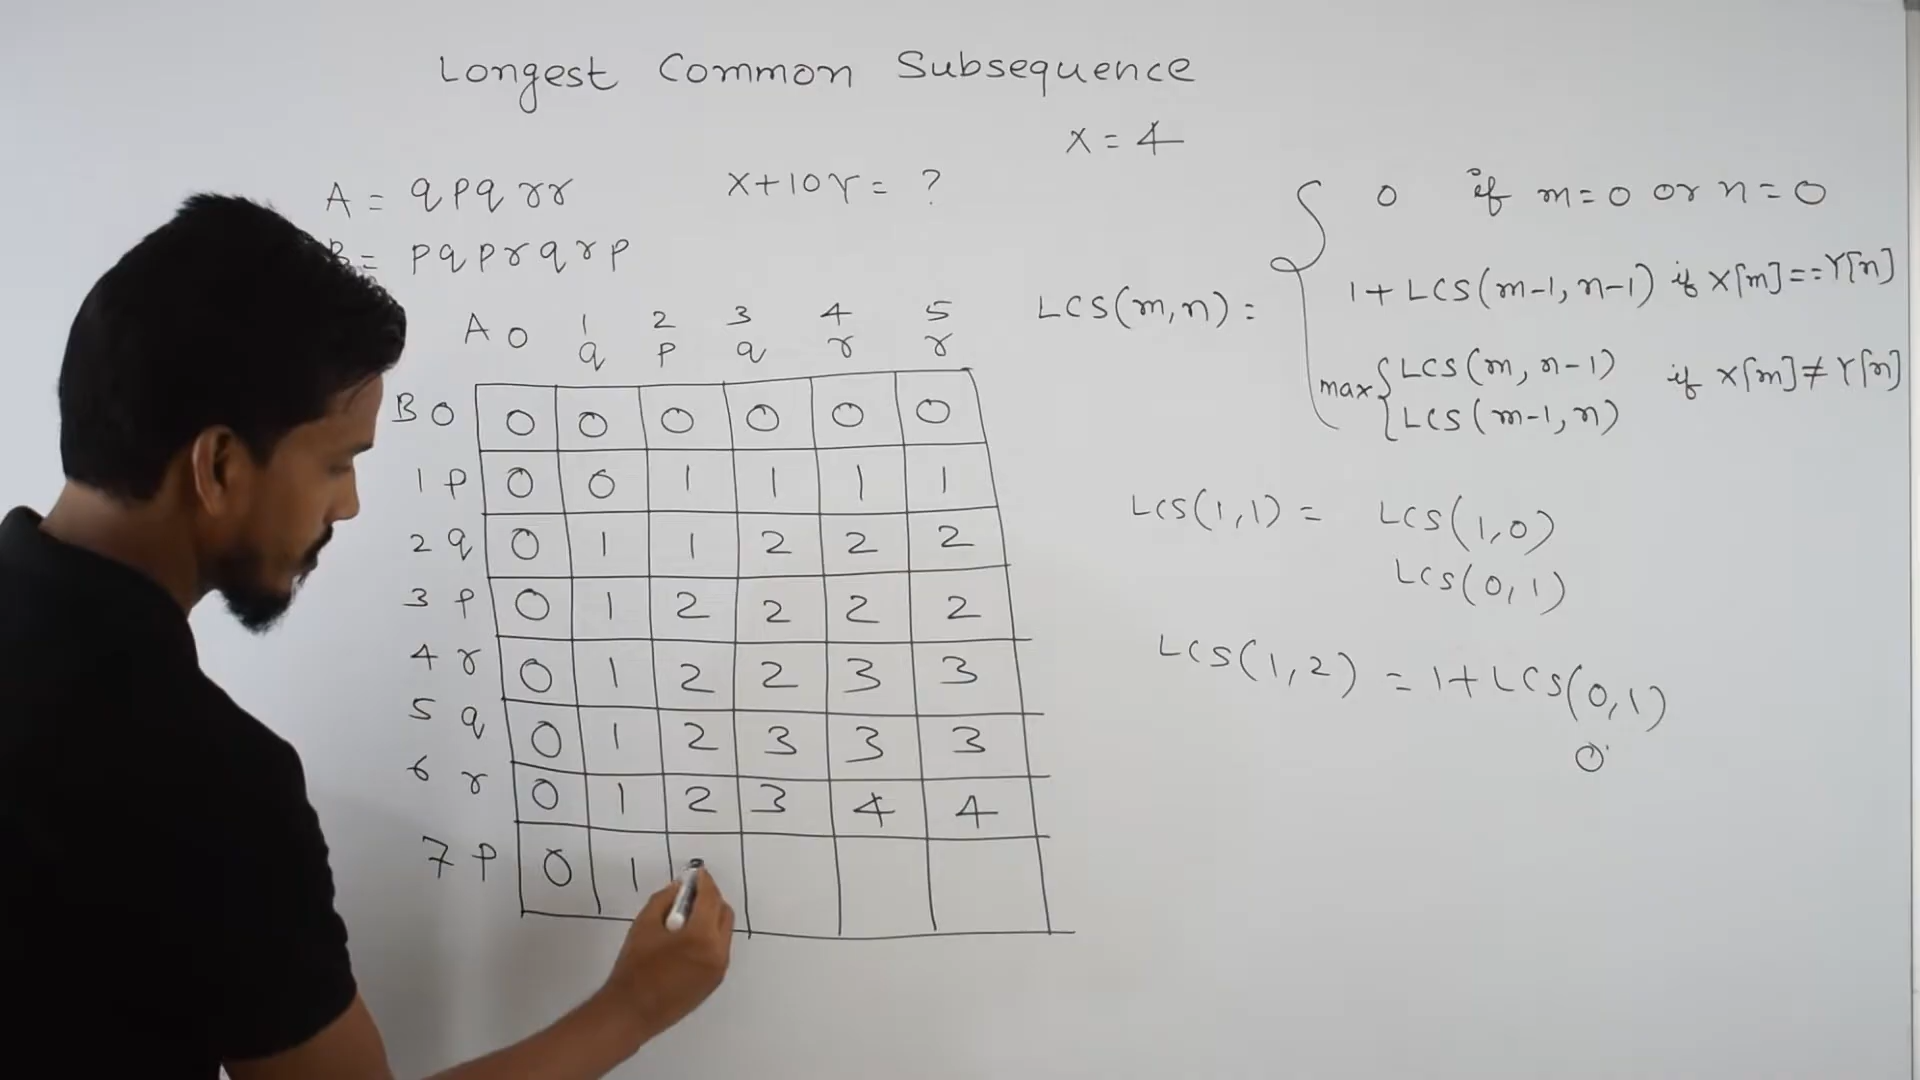 Longest Common Subsequence
X = 4
A = qpqrr
X+10Y = ?
B = pqprqrp
LCS(m,n) =
0 if m=0 or n=0
1+LCS(m-1,n-1) if X[m]==Y[n]
max { LCS(m,n-1)
LCS(m-1,n) if X[m]≠Y[n]
1 2 3 4 5
A 0 q p q r r
B 0 0 0 0 0 0 0
1 p 0 0 1 1 1 1
2 q 0 1 1 2 2 2
3 p 0 1 2 2 2 2
4 r 0 1 2 2 3 3
5 q 0 1 2 3 3 3
6 r 0 1 2 3 4 4
7 p 0 1
LCS(1,1) = LCS(1,0)
LCS(0,1)
LCS(1,2) = 1+LCS(0,1)
0